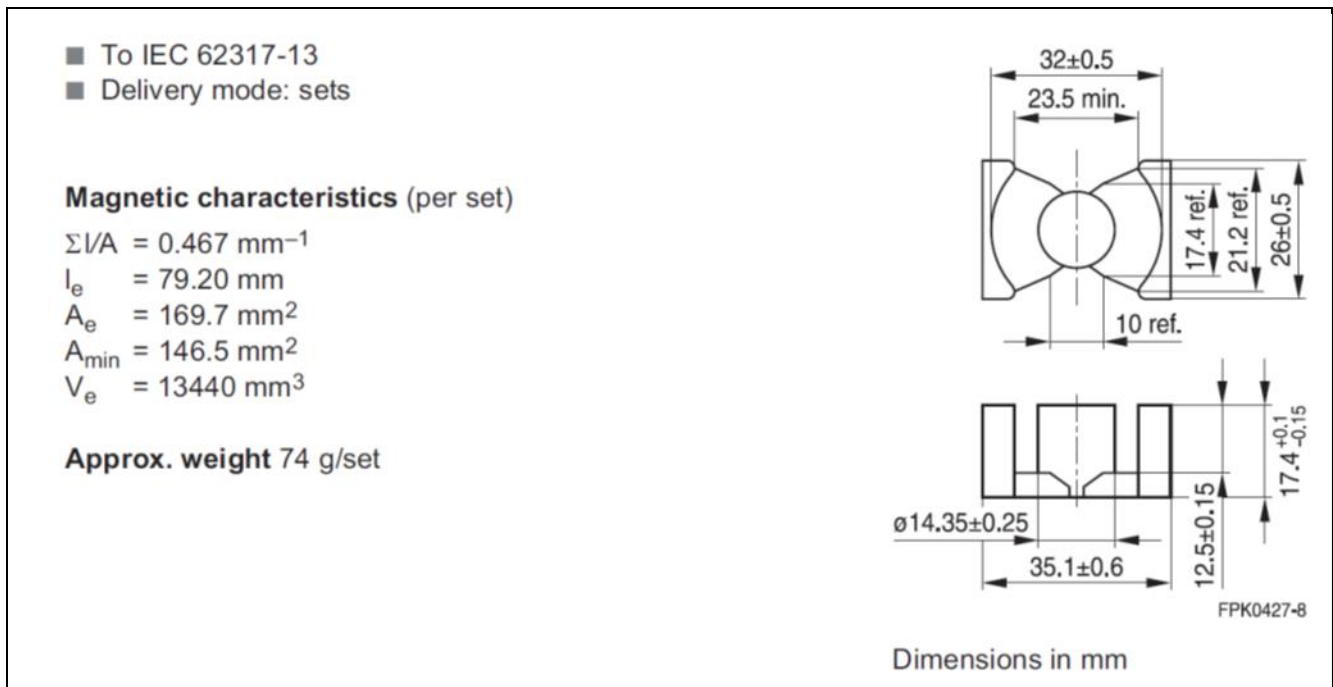 ■ To IEC 62317-13
■ Delivery mode: sets
Magnetic characteristics (per set)
Σl/A = 0.467 mm⁻¹
lₑ = 79.20 mm
Aₑ = 169.7 mm²
Aₘᵢₙ = 146.5 mm²
Vₑ = 13440 mm³
Approx. weight 74 g/set
32±0.5
23.5 min.
17.4 ref.
21.2 ref.
26±0.5
10 ref.
17.4 +0.1 -0.15
12.5±0.15
ø14.35±0.25
35.1±0.6
FPK0427-8
Dimensions in mm